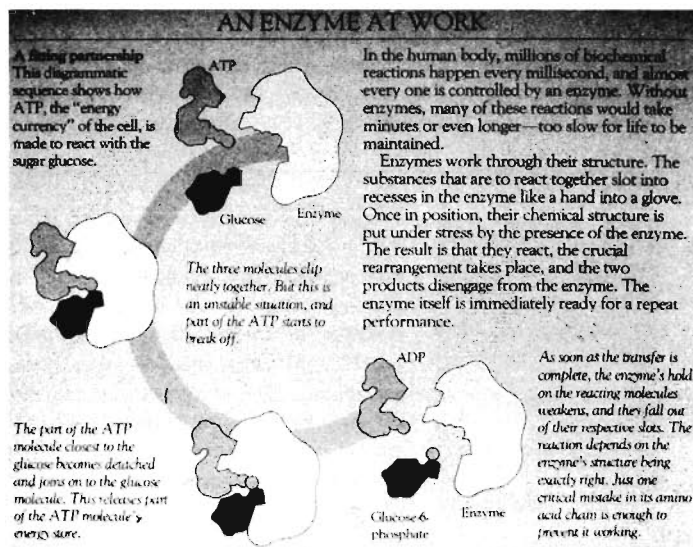 AN ENZYME AT WORK
A fitting partnership
This diagrammatic
sequence shows how
ATP, the "energy
currency" of the cell, is
made to react with the
sugar glucose.
ATP
Glucose
Enzyme
In the human body, millions of biochemical
reactions happen every millisecond, and almost
every one is controlled by an enzyme. Without
enzymes, many of these reactions would take
minutes or even longer—too slow for life to be
maintained.
Enzymes work through their structure. The
substances that are to react together slot into
recesses in the enzyme like a hand into a glove.
Once in position, their chemical structure is
put under stress by the presence of the enzyme.
The result is that they react, the crucial
rearrangement takes place, and the two
products disengage from the enzyme. The
enzyme itself is immediately ready for a repeat
performance.
The three molecules clip
neatly together. But this is
an unstable situation, and
part of the ATP starts to
break off.
The part of the ATP
molecule closest to the
glucose becomes detached
and joins on to the glucose
molecule. This releases part
of the ATP molecule's
energy store.
ADP
Glucose-6-
phosphate
Enzyme
As soon as the transfer is
complete, the enzyme's hold
on the reacting molecules
weakens, and they fall out
of their respective slots. The
reaction depends on the
enzyme's structure being
exactly right. Just one
critical mistake in its amino
acid chain is enough to
prevent it working.